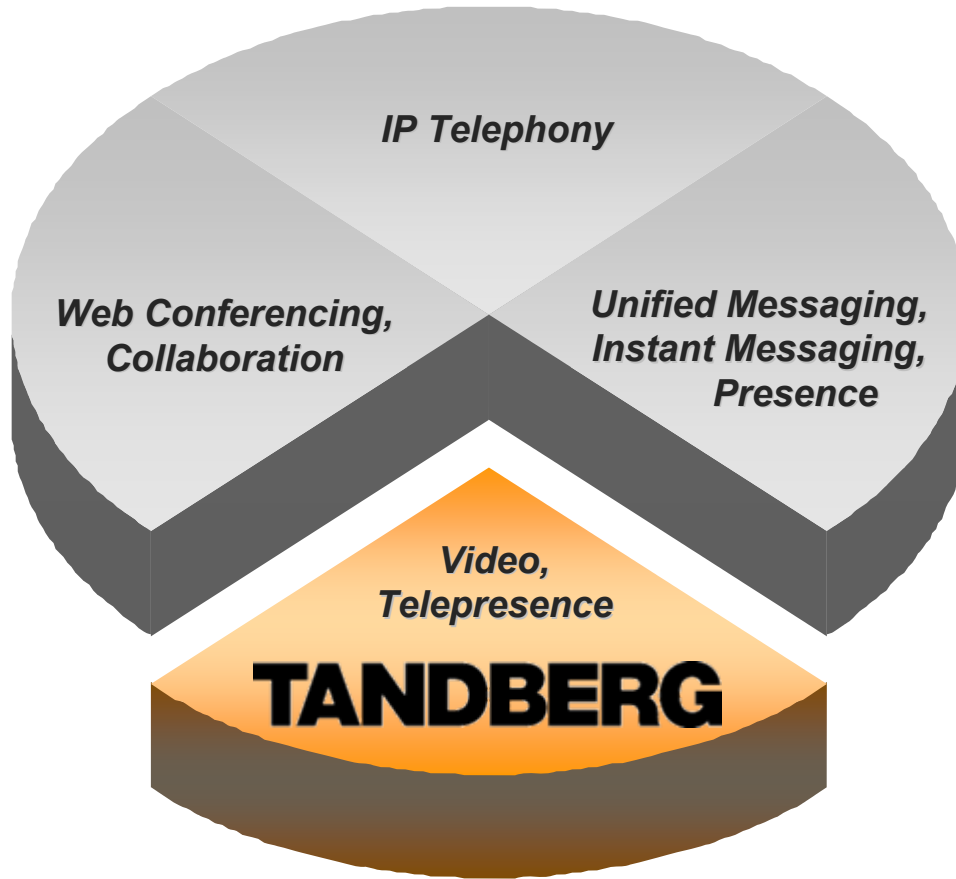 IP Telephony
Web Conferencing,
Collaboration
Unified Messaging,
Instant Messaging,
Presence
Video,
Telepresence
TANDBERG